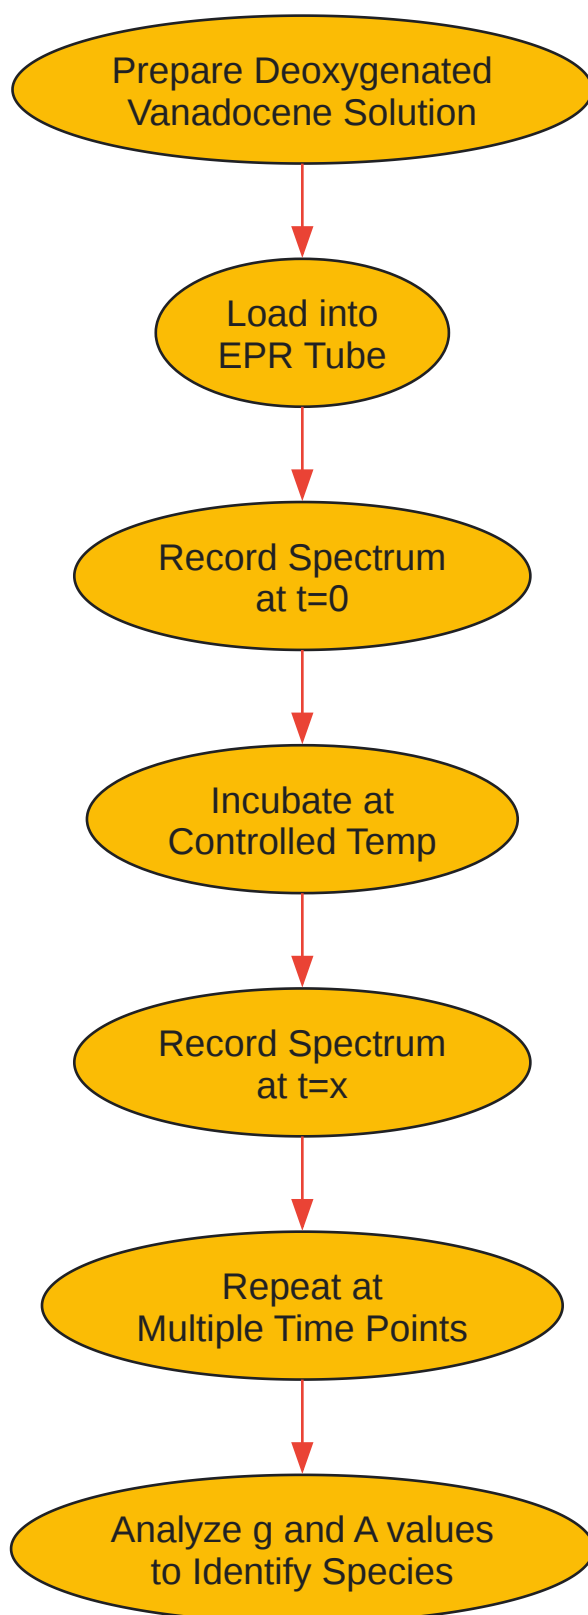 Prepare Deoxygenated
Vanadocene Solution
Load into
EPR Tube
Record Spectrum
at t=0
Incubate at
Controlled Temp
Record Spectrum
at t=x
Repeat at
Multiple Time Points
Analyze g and A values
to Identify Species